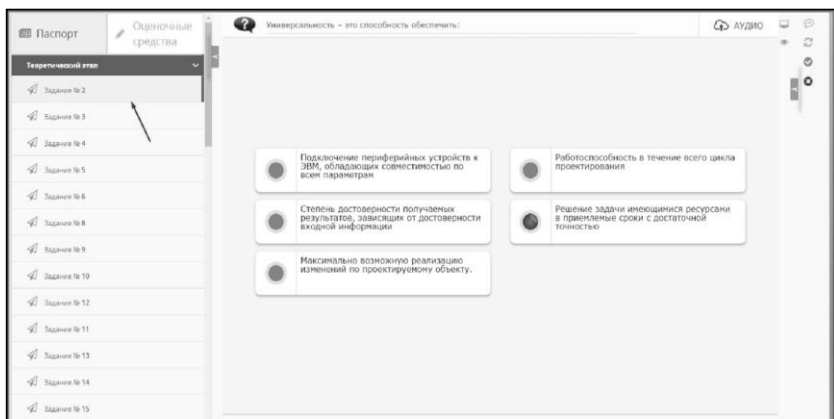 Паспорт
Оценочные
средства
Теоретический этап
Задание № 2
Задание № 3
Задание № 4
Задание № 5
Задание № 6
Задание № 8
Задание № 9
Задание № 10
Задание № 12
Задание № 11
Задание № 13
Задание № 14
Задание № 15
Универсальность – это способность обеспечить:
АУДИО
Подключение периферийных устройств к
ЭВМ, обладающих совместимостью по
всем параметрам
Работоспособность в течение всего цикла
проектирования
Степень достоверности получаемых
результатов, зависящих от достоверности
входной информации
Решение задачи имеющимися ресурсами
в приемлемые сроки с достаточной
точностью
Максимально возможную реализацию
изменений по проектируемому объекту.